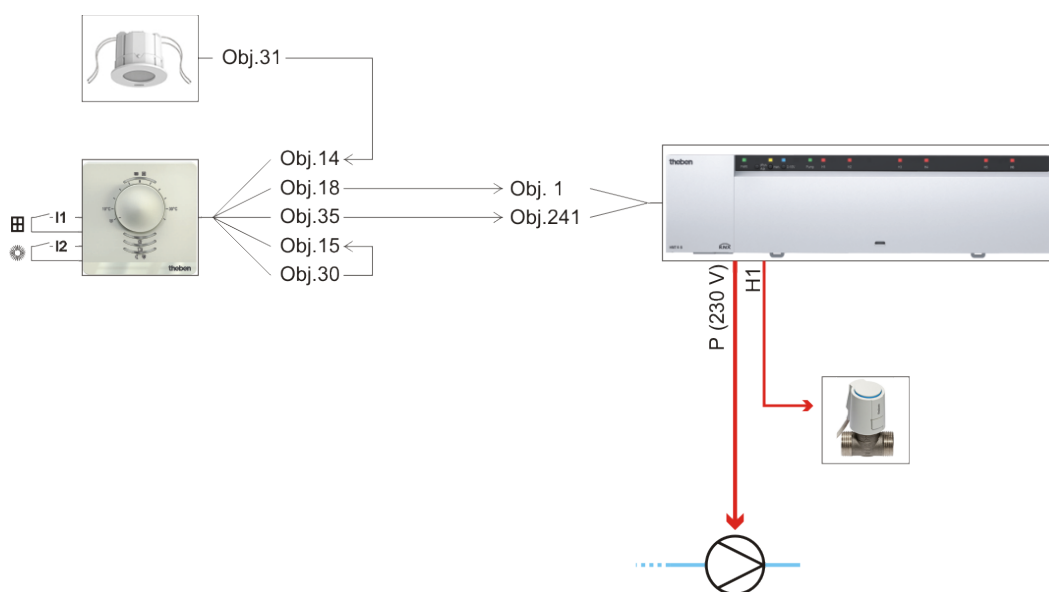 Obj.31
Obj.14
Obj.18
Obj.35
Obj.15
Obj.30
Obj. 1
Obj.241
I1
I2
theben
theben
KNX
P (230 V)
H1